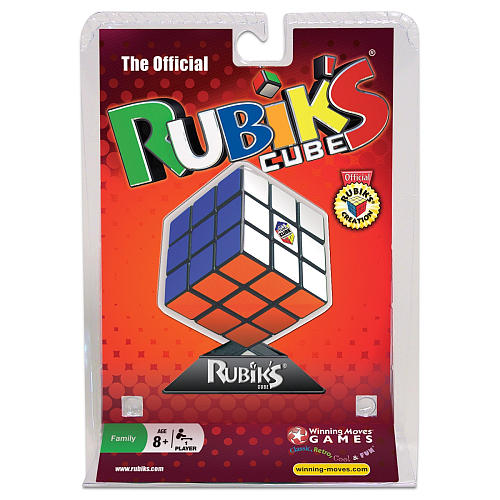 The Official
RUBIK'S®
CUBE
Official
RUBIK'S
CREATION
RUBIK'S
CUBE
Family
AGE
8+
1
PLAYER
www.rubiks.com
Winning Moves
GAMES
Classic, Retro, Cool & FUN
winning-moves.com